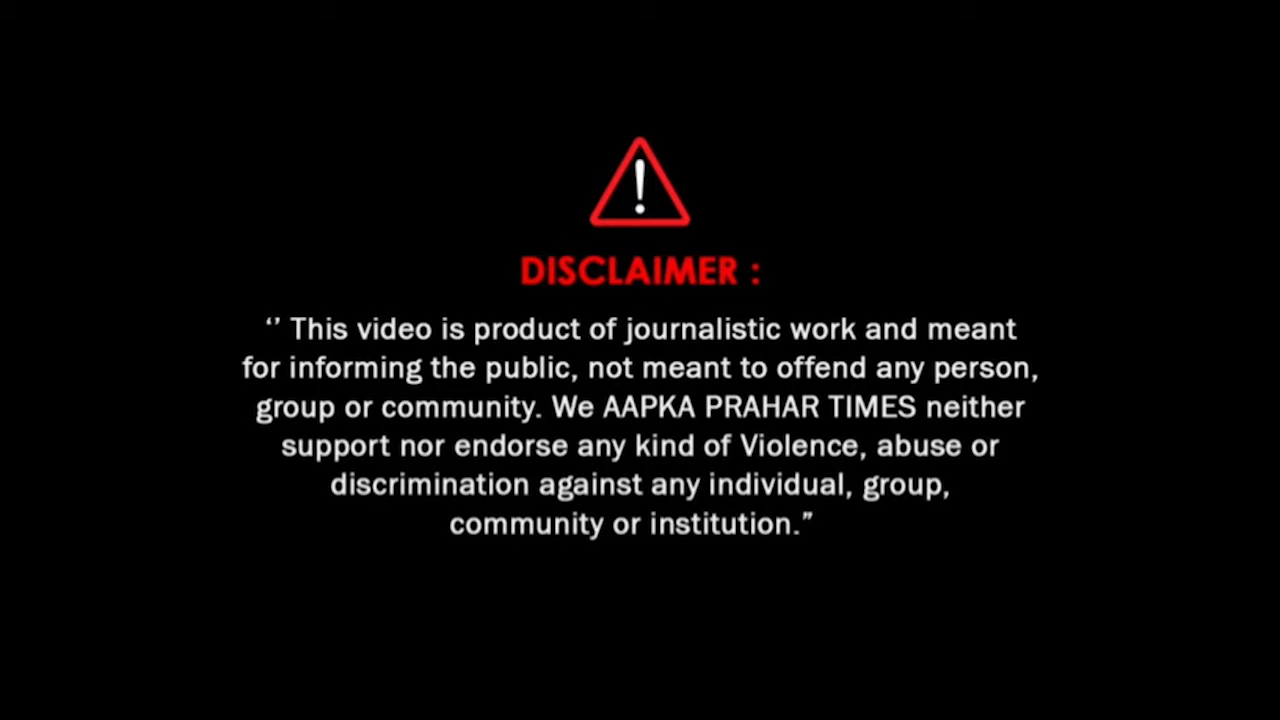 DISCLAIMER :
‘’ This video is product of journalistic work and meant
for informing the public, not meant to offend any person,
group or community. We AAPKA PRAHAR TIMES neither
support nor endorse any kind of Violence, abuse or
discrimination against any individual, group,
community or institution.”